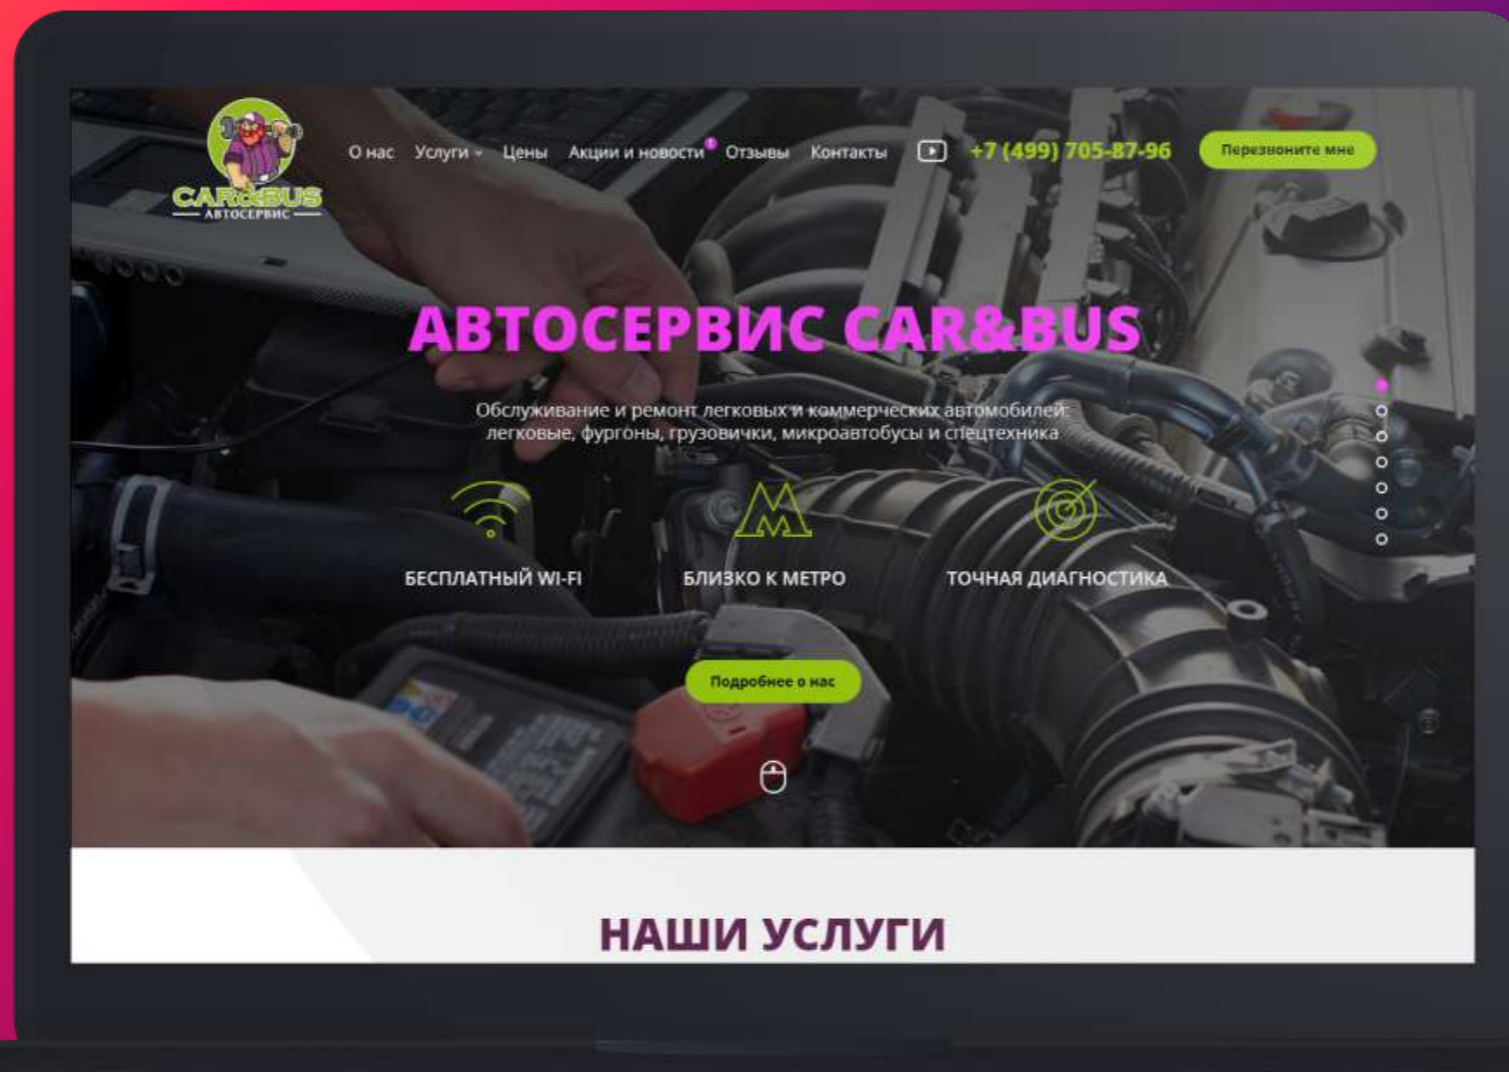 CAR&BUS
АВТОСЕРВИС
О нас Услуги Цены Акции и новости Отзывы Контакты +7 (499) 705-87-96 Перезвоните мне
АВТОСЕРВИС CAR&BUS
Обслуживание и ремонт легковых и коммерческих автомобилей:
легковые, фургоны, грузовички, микроавтобусы и спецтехника
БЕСПЛАТНЫЙ WI-FI БЛИЗКО К МЕТРО ТОЧНАЯ ДИАГНОСТИКА
Подробнее о нас
НАШИ УСЛУГИ